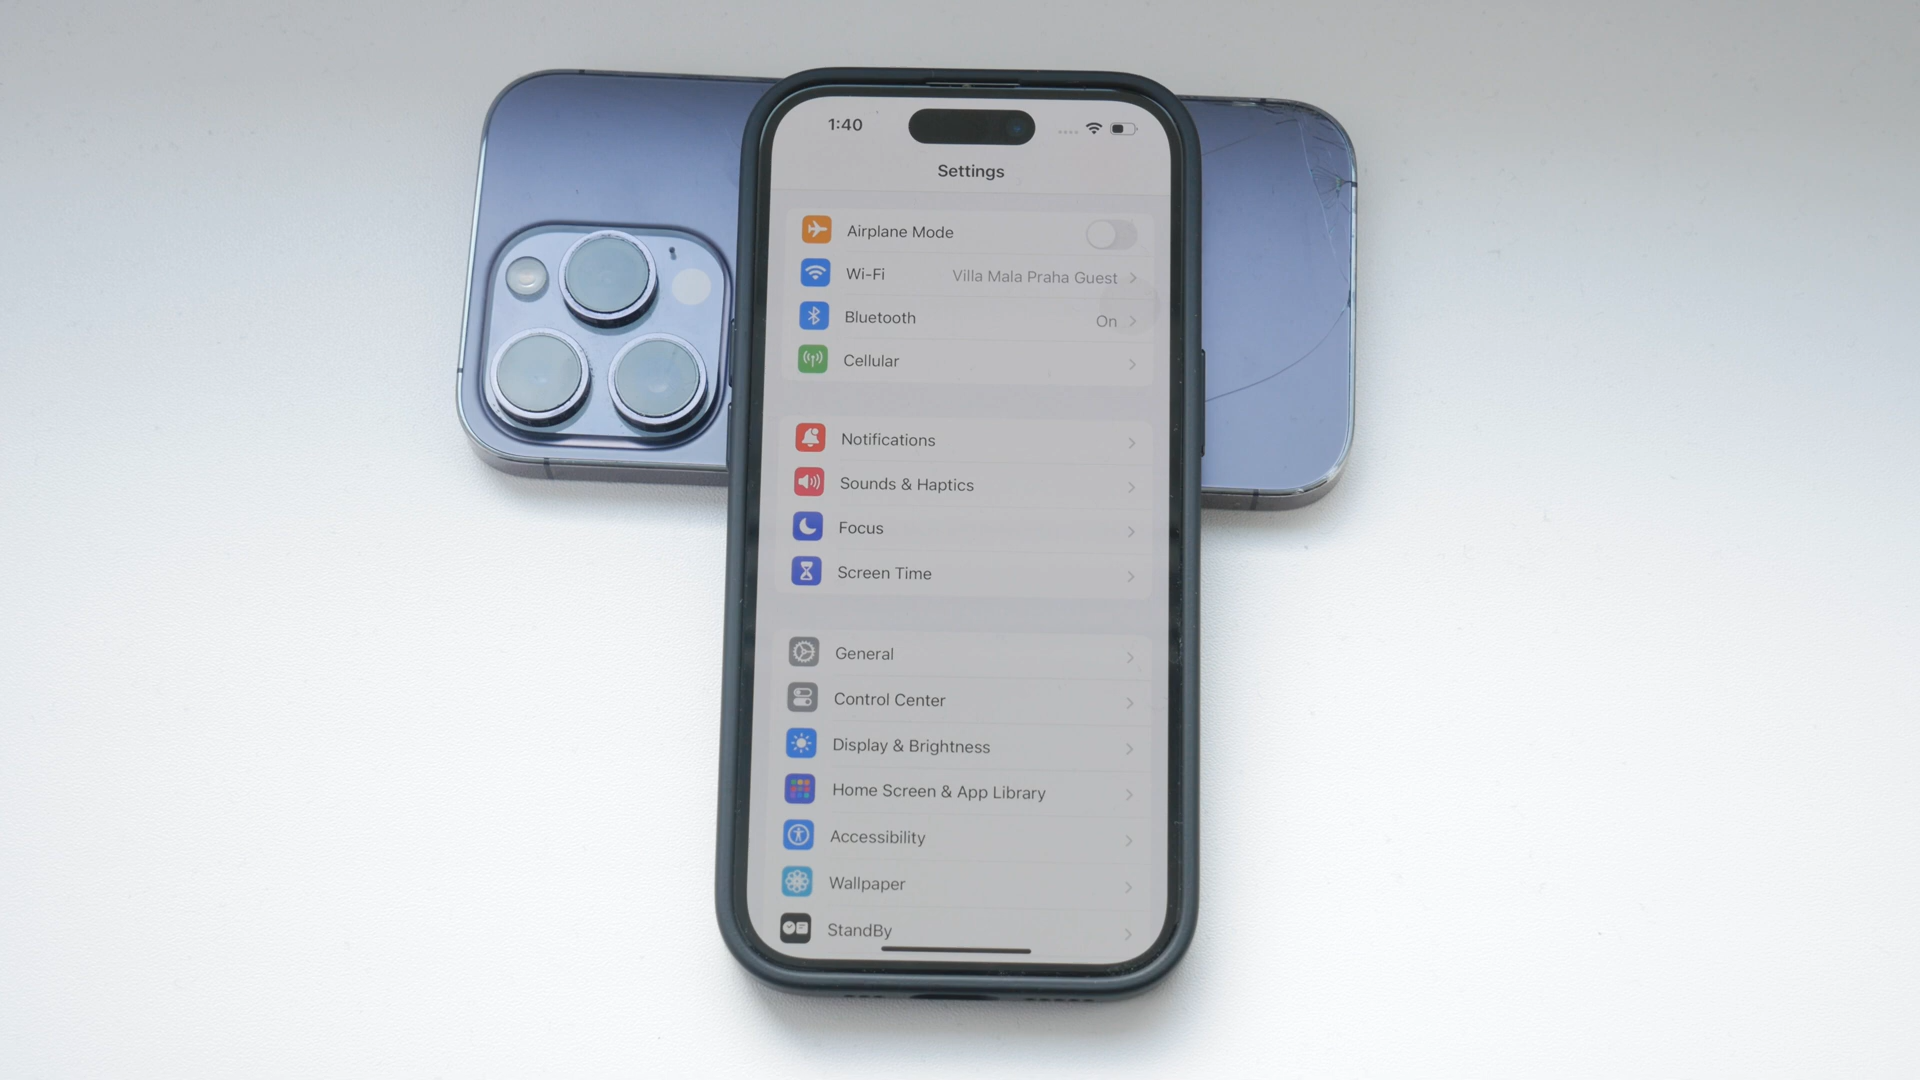 1:40
Settings
Airplane Mode
Wi-Fi Villa Mala Praha Guest
Bluetooth On
Cellular
Notifications
Sounds & Haptics
Focus
Screen Time
General
Control Center
Display & Brightness
Home Screen & App Library
Accessibility
Wallpaper
StandBy